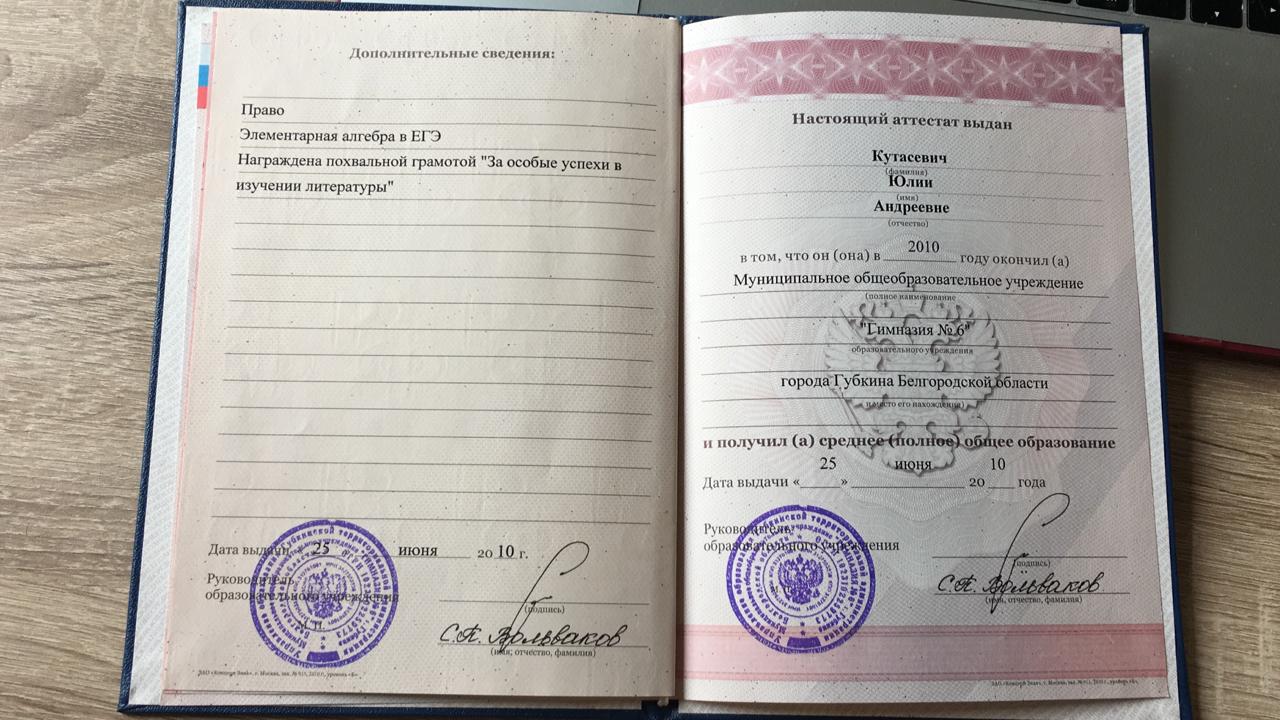 Дополнительные сведения:
Право
Элементарная алгебра в ЕГЭ
Награждена похвальной грамотой "За особые успехи в
изучении литературы"
Дата выдачи « 25 » июня 20 10 г.
Руководитель
образовательного учреждения
М. П.
(подпись)
С.А. Вольваков
(имя, отчество, фамилия)
Настоящий аттестат выдан
Кутасевич
(фамилия)
Юлии
(имя)
Андреевне
(отчество)
в том, что он (она) в 2010 году окончил (а)
Муниципальное общеобразовательное учреждение
(полное наименование
"Гимназия № 6"
образовательного учреждения
города Губкина Белгородской области
и место его нахождения)
и получил (а) среднее (полное) общее образование
Дата выдачи « 25 » июня 20 10 года
Руководитель
образовательного учреждения
(подпись)
С.А. Вольваков
(имя, отчество, фамилия)